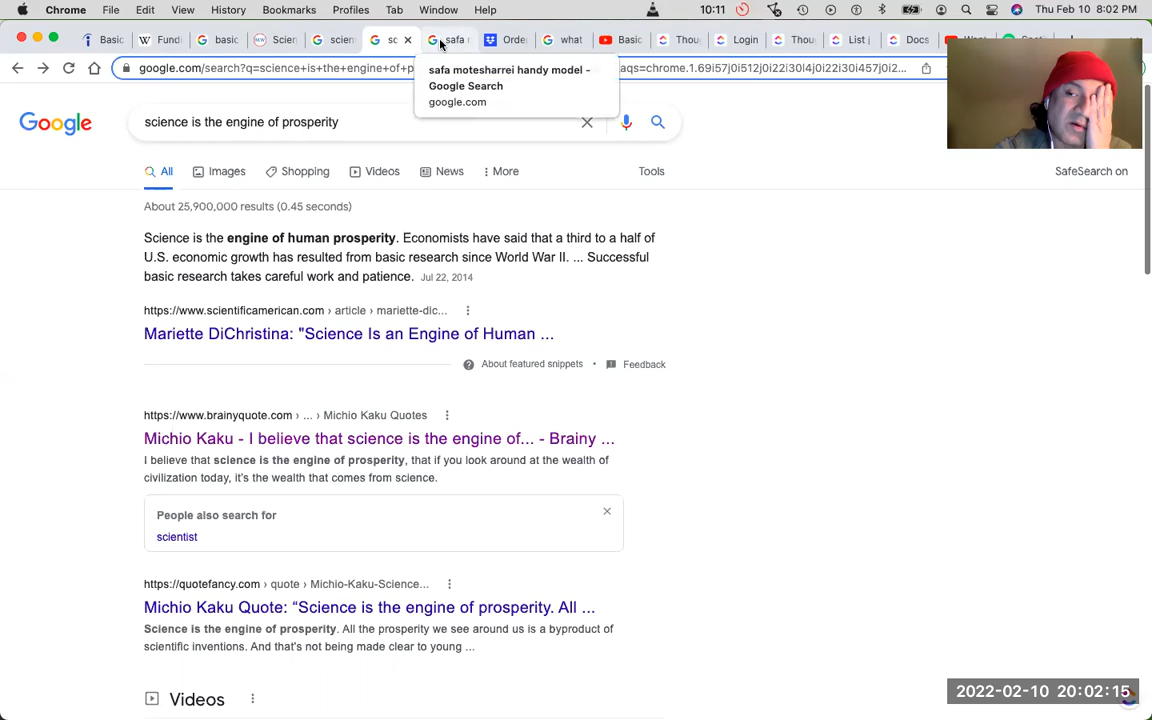 Chrome File Edit View History Bookmarks Profiles Tab Window Help 10:11 Thu Feb 10 8:02 PM
Basic Fundi basic Scien scien sc safa r Orde what Basic Thou Login Thou List Docs
google.com/search?q=science+is+the+engine+of+p aqs=chrome.1.69i57j0i512j0i22i30l4j0i22i30i457j0i2...
safa motesharrei handy model - Google Search
google.com
Google
science is the engine of prosperity
All Images Shopping Videos News More Tools SafeSearch on
About 25,900,000 results (0.45 seconds)
Science is the engine of human prosperity. Economists have said that a third to a half of
U.S. economic growth has resulted from basic research since World War II. ... Successful
basic research takes careful work and patience. Jul 22, 2014
https://www.scientificamerican.com › article › mariette-dic...
Mariette DiChristina: "Science Is an Engine of Human ...
About featured snippets • Feedback
https://www.brainyquote.com › ... › Michio Kaku Quotes
Michio Kaku - I believe that science is the engine of... - Brainy ...
I believe that science is the engine of prosperity, that if you look around at the wealth of
civilization today, it's the wealth that comes from science.
People also search for
scientist
https://quotefancy.com › quote › Michio-Kaku-Science...
Michio Kaku Quote: “Science is the engine of prosperity. All ...
Science is the engine of prosperity. All the prosperity we see around us is a byproduct of
scientific inventions. And that's not being made clear to young ...
Videos
2022-02-10 20:02:15